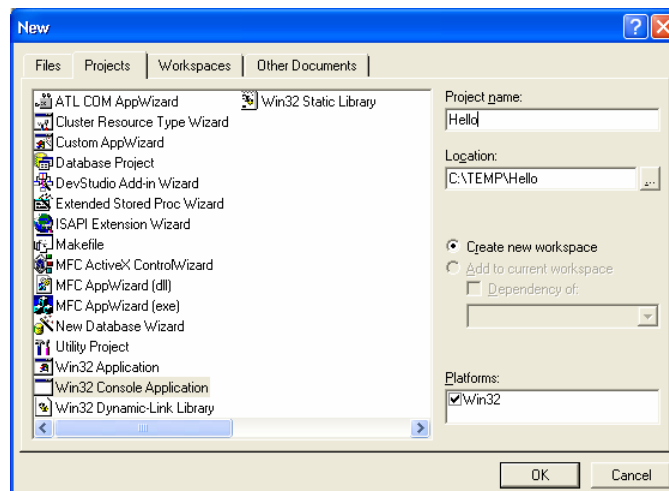 New
Files
Projects
Workspaces
Other Documents
ATL COM AppWizard
Cluster Resource Type Wizard
Custom AppWizard
Database Project
DevStudio Add-in Wizard
Extended Stored Proc Wizard
ISAPI Extension Wizard
Makefile
MFC ActiveX ControlWizard
MFC AppWizard (dll)
MFC AppWizard (exe)
New Database Wizard
Utility Project
Win32 Application
Win32 Console Application
Win32 Dynamic-Link Library
Win32 Static Library
Project name:
Hello
Location:
C:\TEMP\Hello
...
Create new workspace
Add to current workspace
Dependency of:
Platforms:
Win32
OK
Cancel